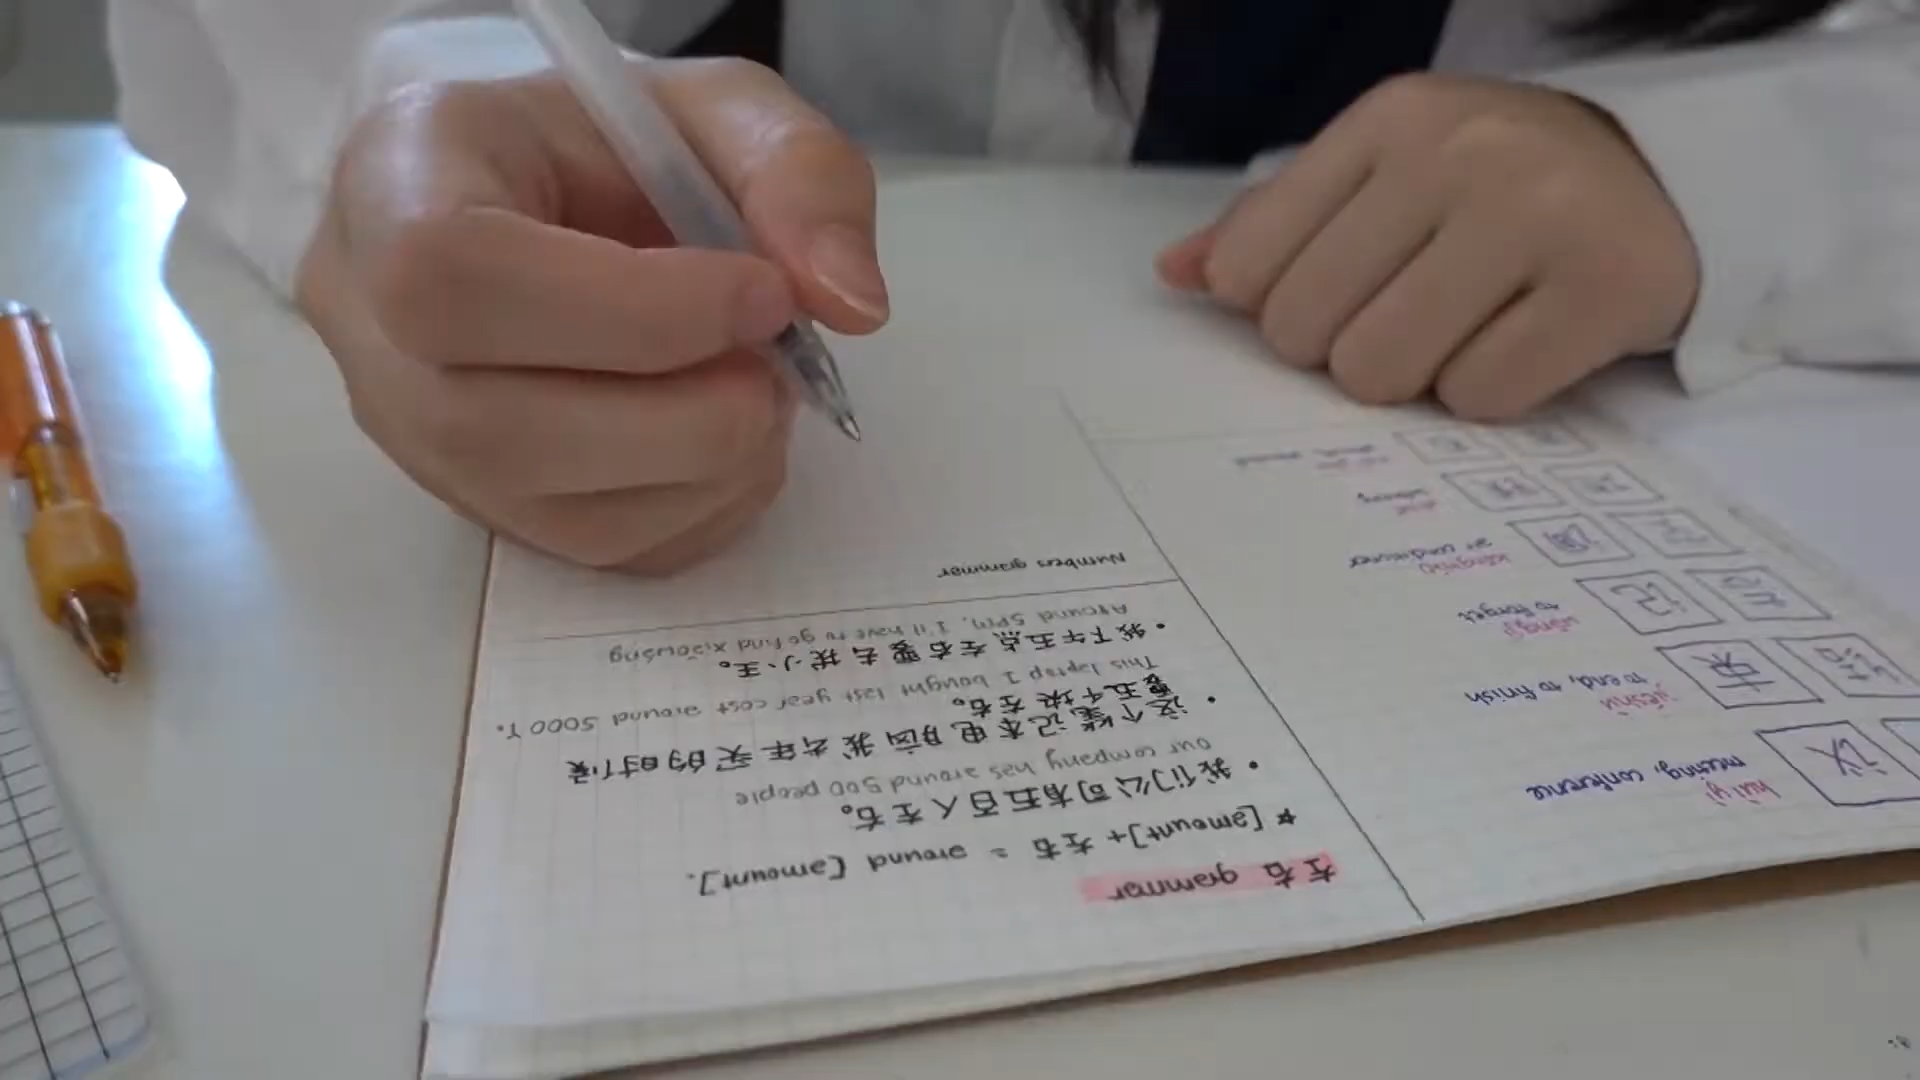 左右 grammar
* [amount] + 左右 = around [amount].
• 我们公司有五百人左右。
our company has around 500 people
• 这个笔记本电脑我去年买的时候
五千块左右。
This laptop I bought last year cost around 5000 Y.
• 我下午五点左右要去找小王。
Around 5PM, I'll have to go find xiǎowáng
Numbers grammar
议
huìyì
meeting, conference
结 束
jiéshù
to end, to finish
忘 记
wàngjì
to forget
空 调
kōngtiáo
air conditioner